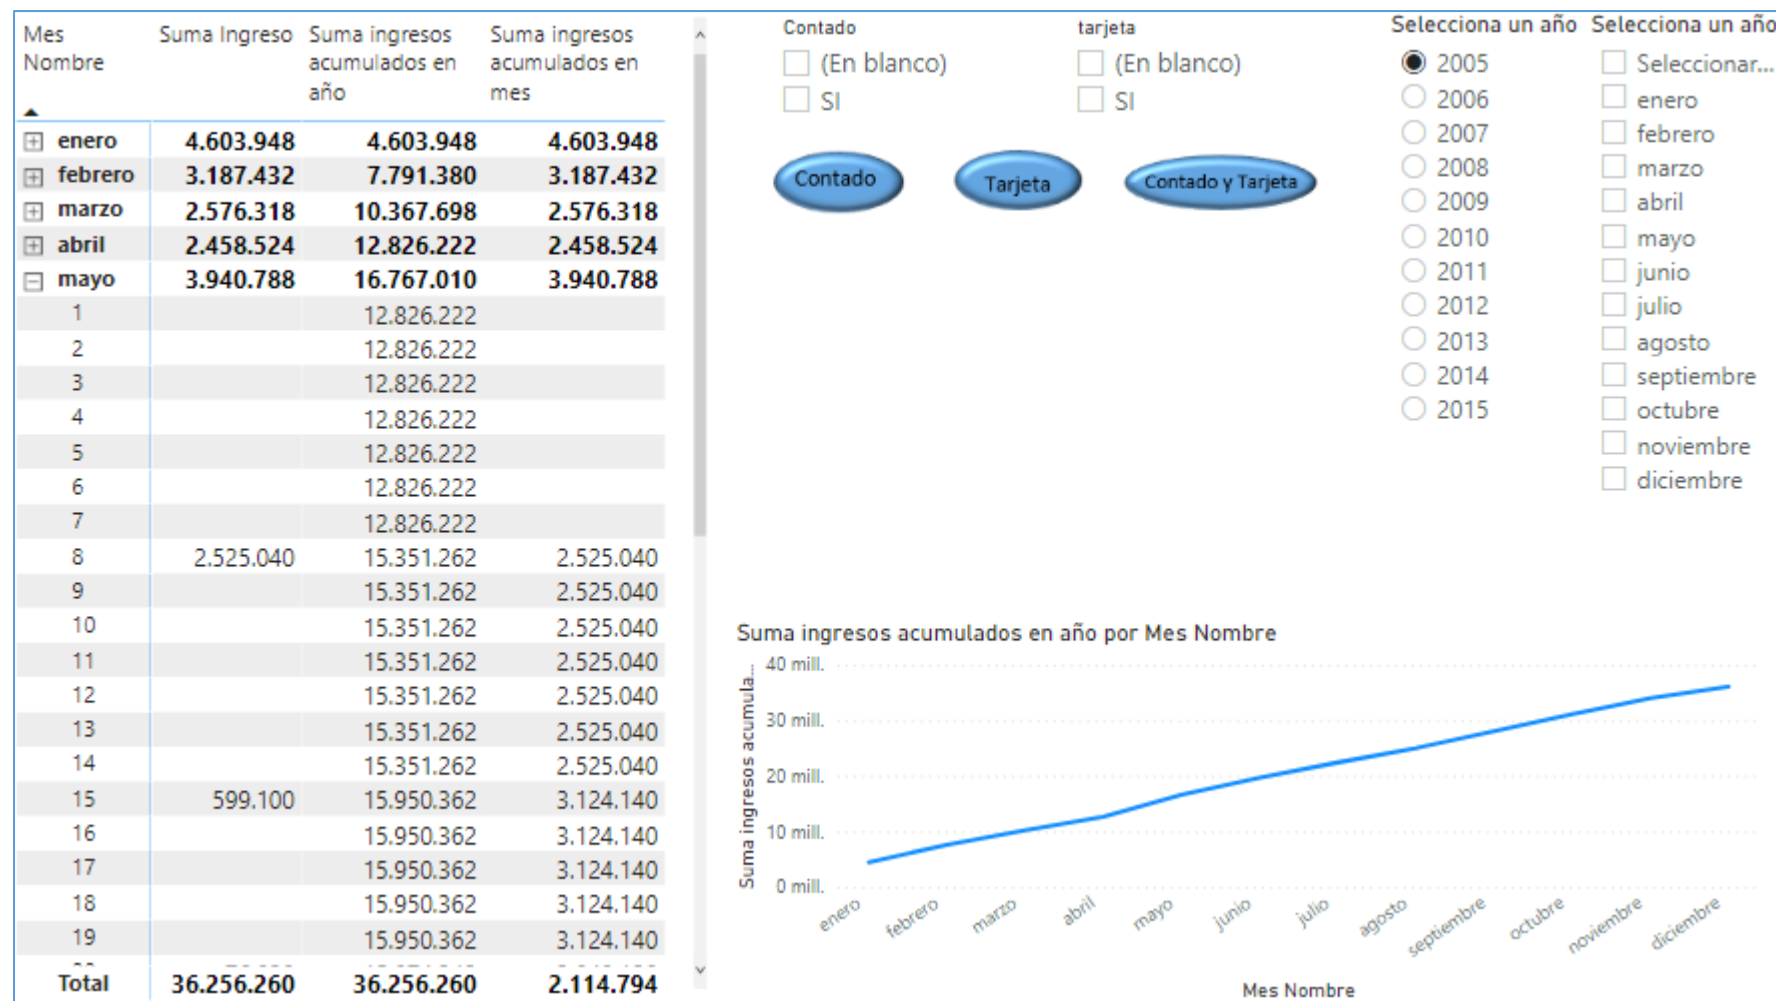 Mes Nombre Suma Ingreso Suma ingresos acumulados en año Suma ingresos acumulados en mes
enero 4.603.948 4.603.948 4.603.948
febrero 3.187.432 7.791.380 3.187.432
marzo 2.576.318 10.367.698 2.576.318
abril 2.458.524 12.826.222 2.458.524
mayo 3.940.788 16.767.010 3.940.788
1 12.826.222
2 12.826.222
3 12.826.222
4 12.826.222
5 12.826.222
6 12.826.222
7 12.826.222
8 2.525.040 15.351.262 2.525.040
9 15.351.262 2.525.040
10 15.351.262 2.525.040
11 15.351.262 2.525.040
12 15.351.262 2.525.040
13 15.351.262 2.525.040
14 15.351.262 2.525.040
15 599.100 15.950.362 3.124.140
16 15.950.362 3.124.140
17 15.950.362 3.124.140
18 15.950.362 3.124.140
19 15.950.362 3.124.140
Total 36.256.260 36.256.260 2.114.794
Contado
(En blanco)
SI
tarjeta
(En blanco)
SI
Contado
Tarjeta
Contado y Tarjeta
Selecciona un año
2005
2006
2007
2008
2009
2010
2011
2012
2013
2014
2015
Selecciona un año
Seleccionar...
enero
febrero
marzo
abril
mayo
junio
julio
agosto
septiembre
octubre
noviembre
diciembre
Suma ingresos acumulados en año por Mes Nombre
Suma ingresos acumula...
40 mill.
30 mill.
20 mill.
10 mill.
0 mill.
enero
febrero
marzo
abril
mayo
junio
julio
agosto
septiembre
octubre
noviembre
diciembre
Mes Nombre